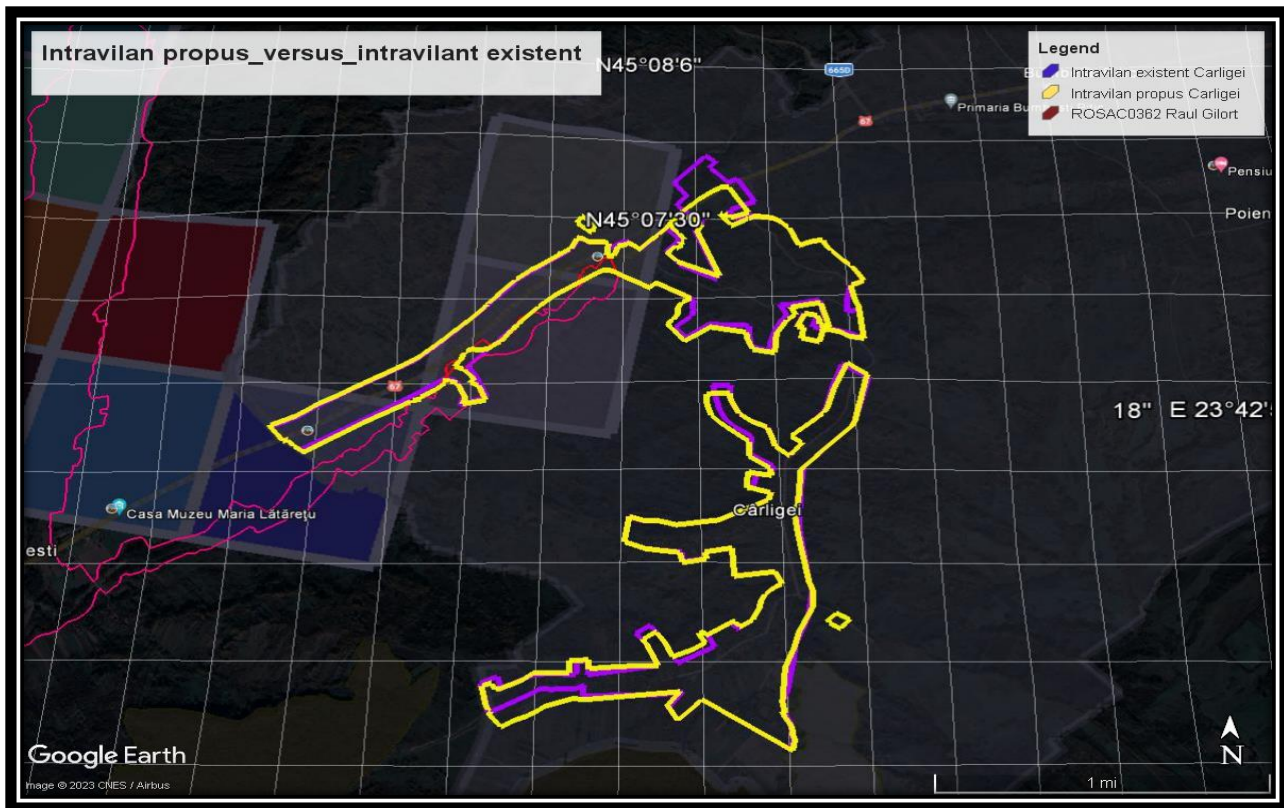 Intravilan propus_versus_intravilant existent
Legend
Intravilan existent Carligei
Intravilan propus Carligei
ROSAC0362 Raul Gilort
N45°08'6"
665D
Primaria
67
Poien
N45°07'30"
67
18" E 23°42'
Casa Muzeu Maria Lătărețu
Cârligei
esti
Google Earth
Image © 2023 CNES / Airbus
N
1 mi